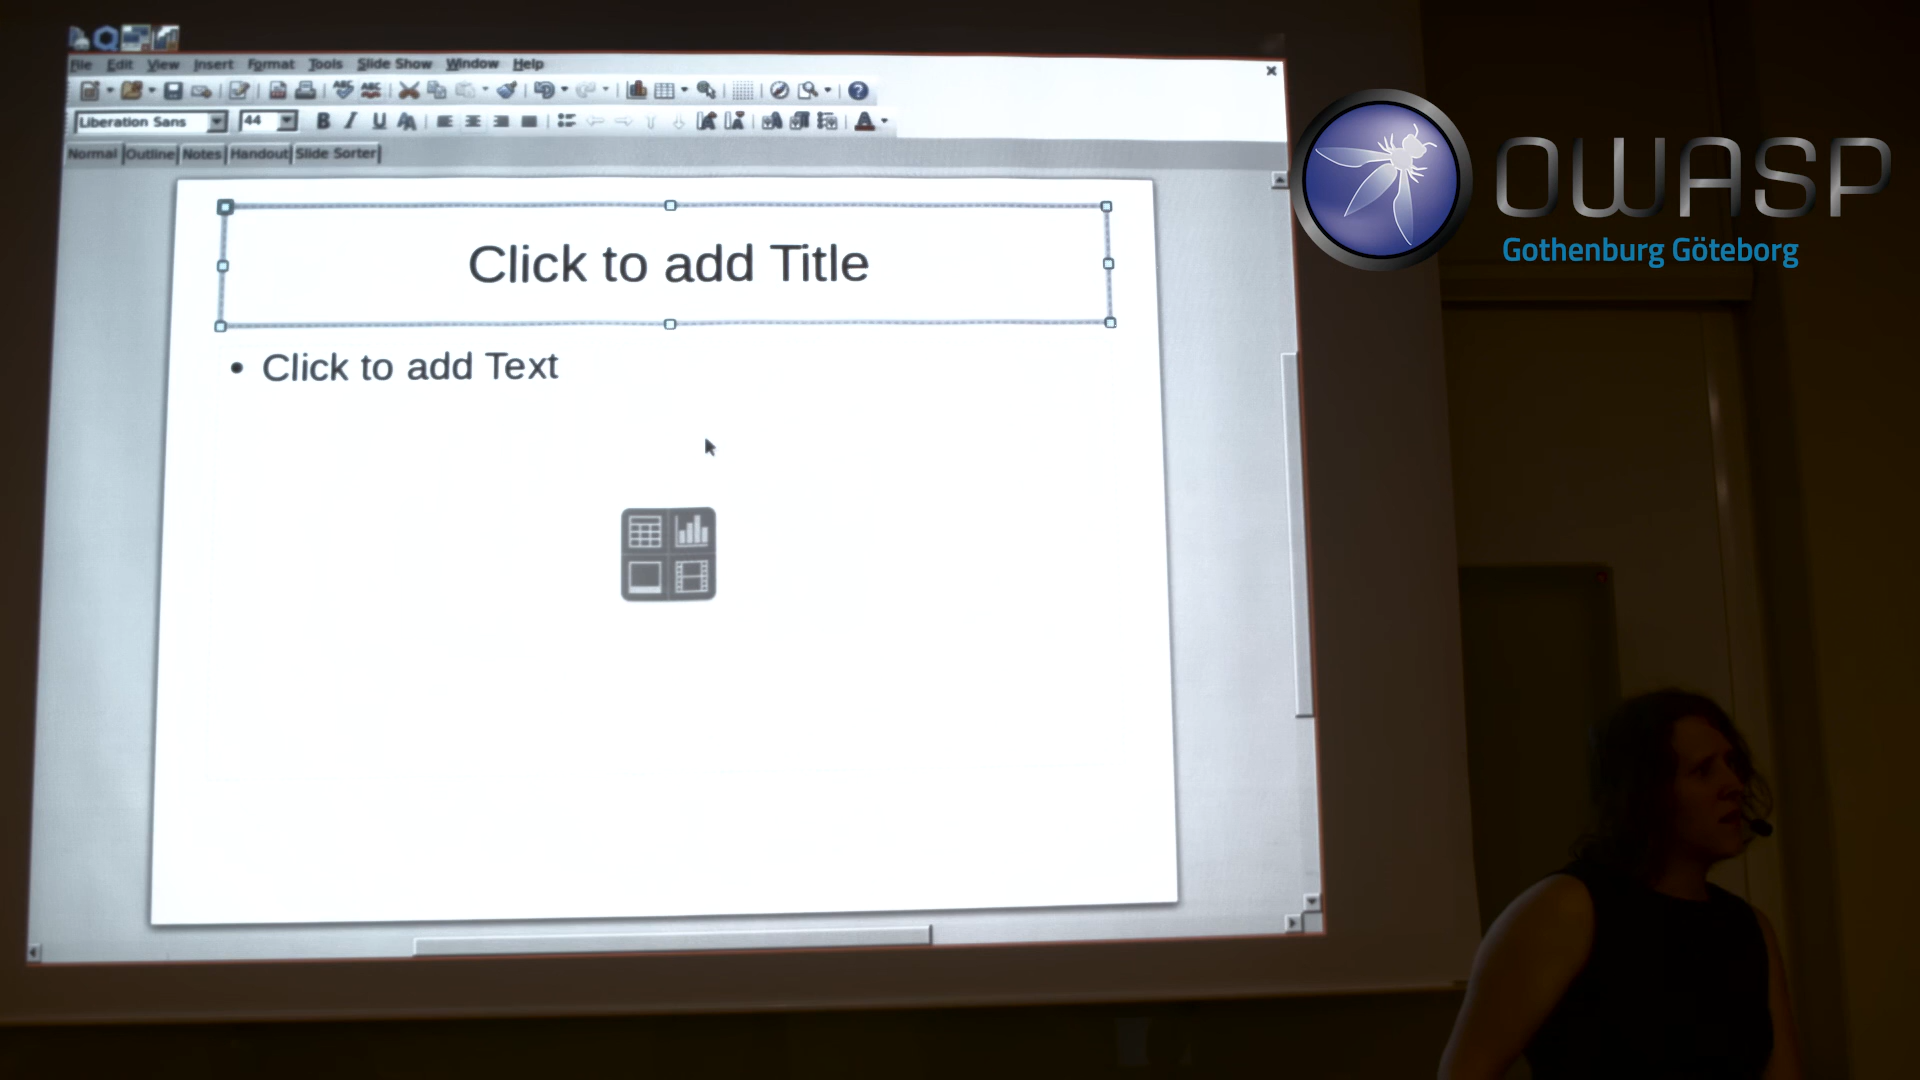 File Edit View Insert Format Tools Slide Show Window Help
Liberation Sans 44
Normal Outline Notes Handout Slide Sorter
Click to add Title
• Click to add Text
OWASP
Gothenburg Göteborg